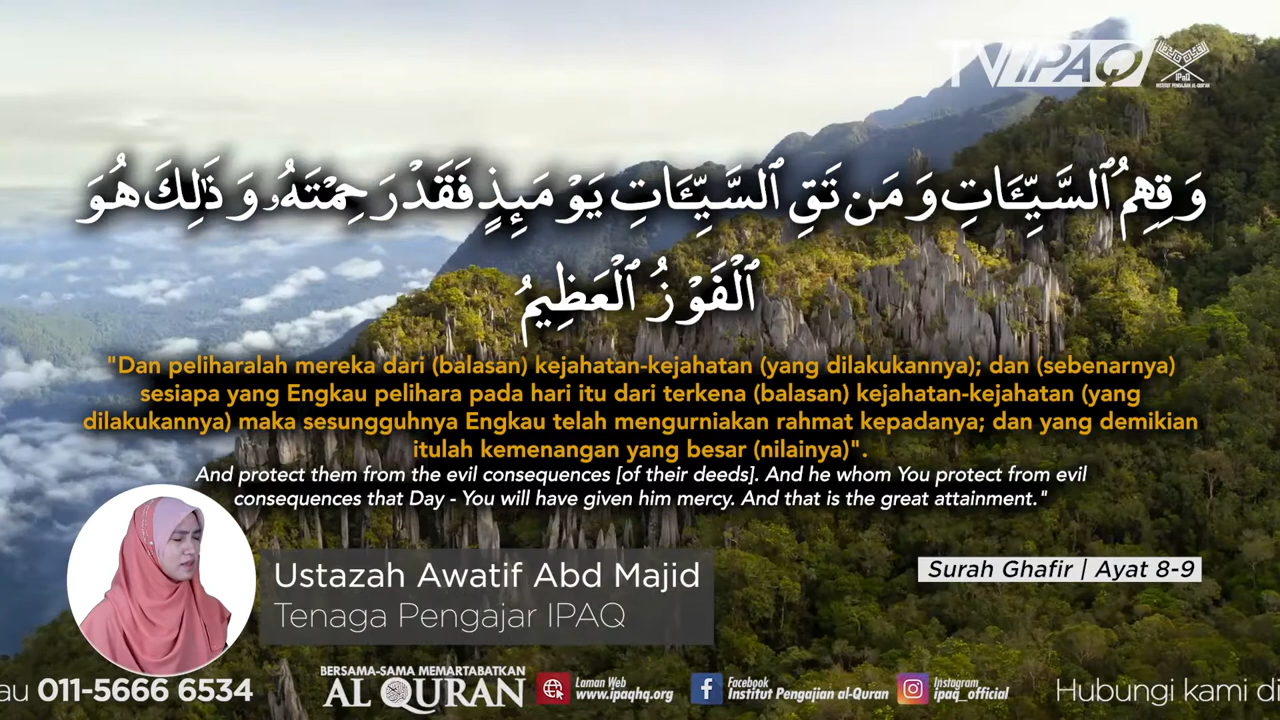 TV IPAQ
IPaQ
INSTITUT PENGAJIAN AL-QUR'AN
وَقِهِمُ ٱلسَّيِّـَٔاتِ وَمَن تَقِ ٱلسَّيِّـَٔاتِ يَوْمَئِذٍ فَقَدْ رَحِمْتَهُۥ وَذَٰلِكَ هُوَ
ٱلْفَوْزُ ٱلْعَظِيمُ
"Dan peliharalah mereka dari (balasan) kejahatan-kejahatan (yang dilakukannya); dan (sebenarnya)
sesiapa yang Engkau pelihara pada hari itu dari terkena (balasan) kejahatan-kejahatan (yang
dilakukannya) maka sesungguhnya Engkau telah mengurniakan rahmat kepadanya; dan yang demikian
itulah kemenangan yang besar (nilainya)".
And protect them from the evil consequences [of their deeds]. And he whom You protect from evil
consequences that Day - You will have given him mercy. And that is the great attainment."
Ustazah Awatif Abd Majid
Tenaga Pengajar IPAQ
Surah Ghafir | Ayat 8-9
au 011-5666 6534
BERSAMA-SAMA MEMARTABATKAN
AL QURAN
Laman Web
www.ipaqhq.org
Facebook
Institut Pengajian al-Quran
Instagram
ipaq_official
Hubungi kami di